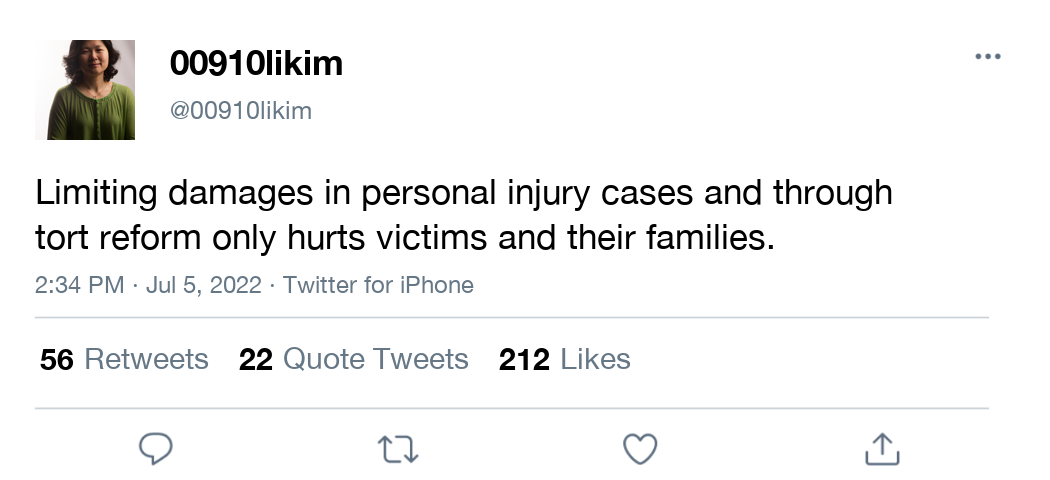 00910likim
@00910likim
Limiting damages in personal injury cases and through
tort reform only hurts victims and their families.
2:34 PM · Jul 5, 2022 · Twitter for iPhone
56 Retweets 22 Quote Tweets 212 Likes